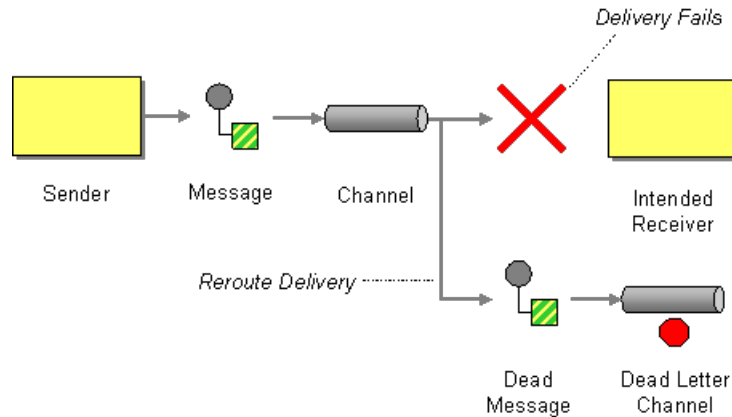 Delivery Fails
Sender
Message
Channel
Intended
Receiver
Reroute Delivery
Dead
Message
Dead Letter
Channel